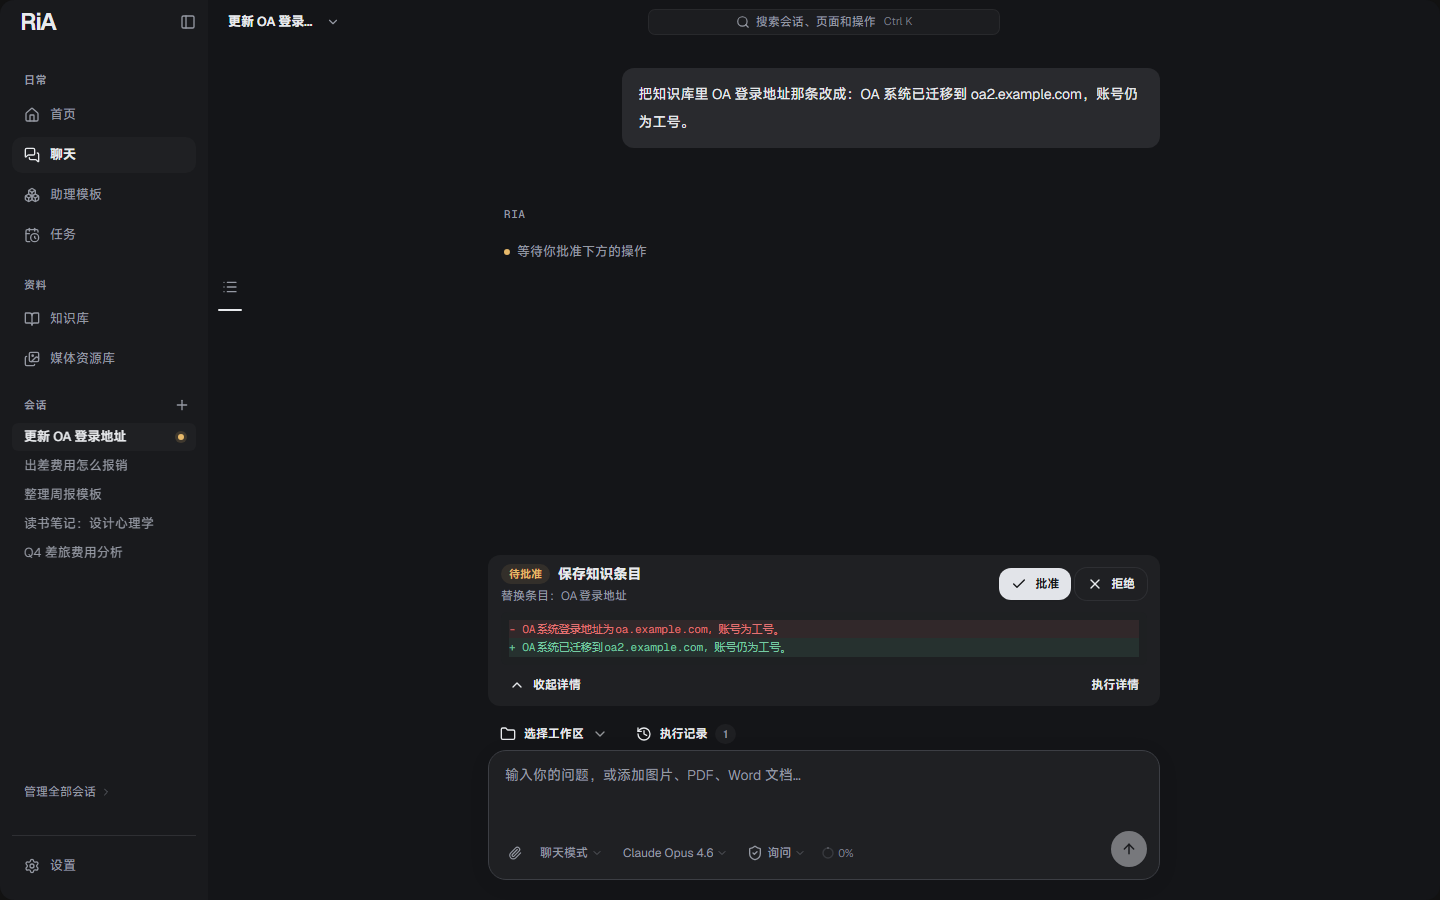 RiA
更新 OA 登录...
搜索会话、页面和操作 Ctrl K
日常
首页
聊天
助理模板
任务
资料
知识库
媒体资源库
会话
更新 OA 登录地址
出差费用怎么报销
整理周报模板
读书笔记：设计心理学
Q4 差旅费用分析
管理全部会话
设置
把知识库里 OA 登录地址那条改成：OA 系统已迁移到 oa2.example.com，账号仍
为工号。
RIA
等待你批准下方的操作
待批准 保存知识条目
替换条目：OA 登录地址
批准
拒绝
- OA系统登录地址为oa.example.com，账号为工号。
+ OA系统已迁移到oa2.example.com，账号仍为工号。
收起详情
执行详情
选择工作区
执行记录 1
输入你的问题，或添加图片、PDF、Word 文档...
聊天模式
Claude Opus 4.6
询问
0%